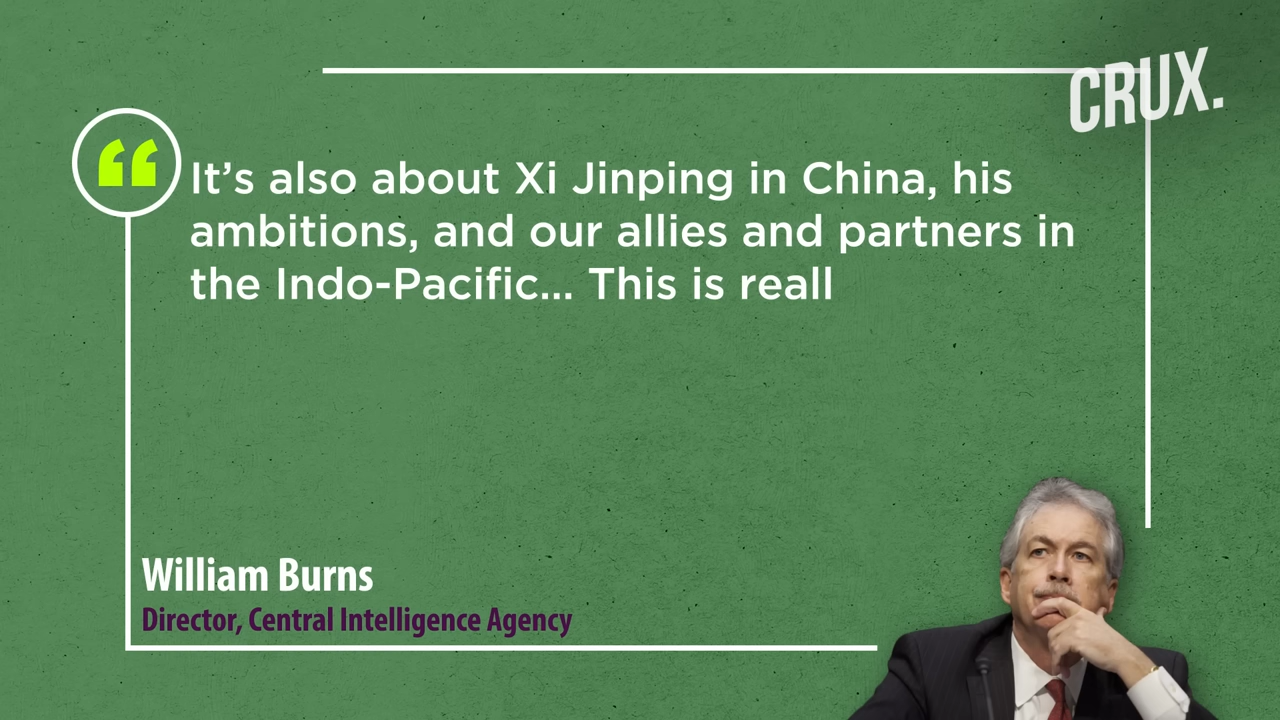 CRUX.
“
It’s also about Xi Jinping in China, his
ambitions, and our allies and partners in
the Indo-Pacific... This is reall
William Burns
Director, Central Intelligence Agency